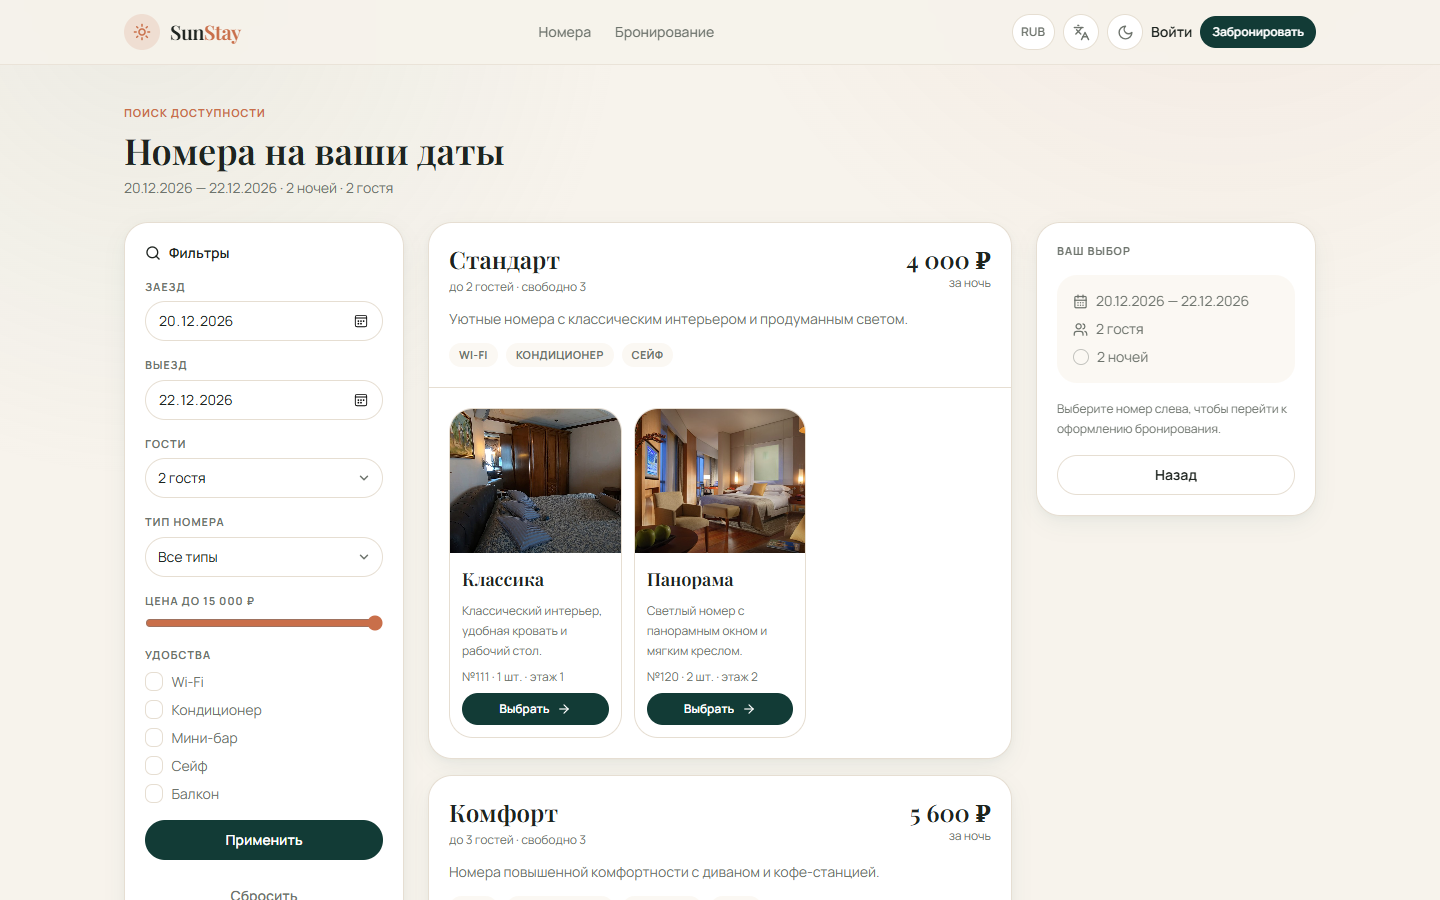 SunStay
Номера
Бронирование
RUB
Войти
Забронировать
ПОИСК ДОСТУПНОСТИ
Номера на ваши даты
20.12.2026 — 22.12.2026 · 2 ночей · 2 гостя
Фильтры
ЗАЕЗД
20.12.2026
ВЫЕЗД
22.12.2026
ГОСТИ
2 гостя
ТИП НОМЕРА
Все типы
ЦЕНА ДО 15 000 ₽
УДОБСТВА
Wi-Fi
Кондиционер
Мини-бар
Сейф
Балкон
Применить
Сбросить
Стандарт
4 000 ₽
до 2 гостей · свободно 3
за ночь
Уютные номера с классическим интерьером и продуманным светом.
WI-FI
КОНДИЦИОНЕР
СЕЙФ
Классика
Классический интерьер,
удобная кровать и
рабочий стол.
№111 · 1 шт. · этаж 1
Выбрать
Панорама
Светлый номер с
панорамным окном и
мягким креслом.
№120 · 2 шт. · этаж 2
Выбрать
Комфорт
5 600 ₽
до 3 гостей · свободно 3
за ночь
Номера повышенной комфортности с диваном и кофе-станцией.
ВАШ ВЫБОР
20.12.2026 — 22.12.2026
2 гостя
2 ночей
Выберите номер слева, чтобы перейти к
оформлению бронирования.
Назад